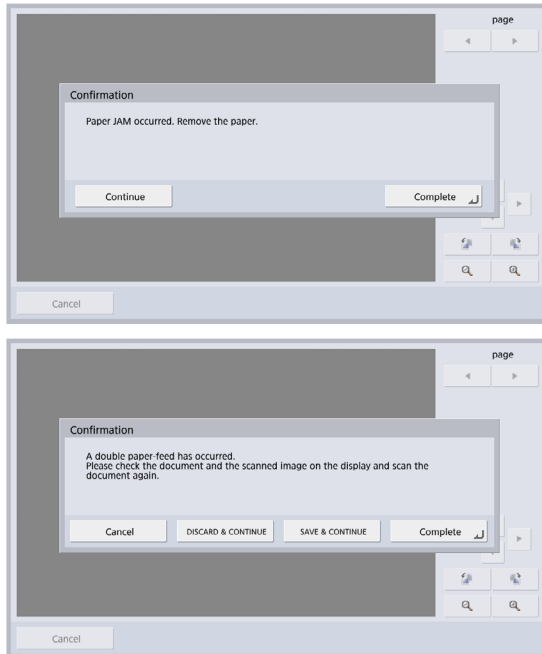 page
Confirmation
Paper JAM occurred. Remove the paper.
Continue
Complete
Cancel
page
Confirmation
A double paper-feed has occurred.
Please check the document and the scanned image on the display and scan the
document again.
Cancel
DISCARD & CONTINUE
SAVE & CONTINUE
Complete
Cancel